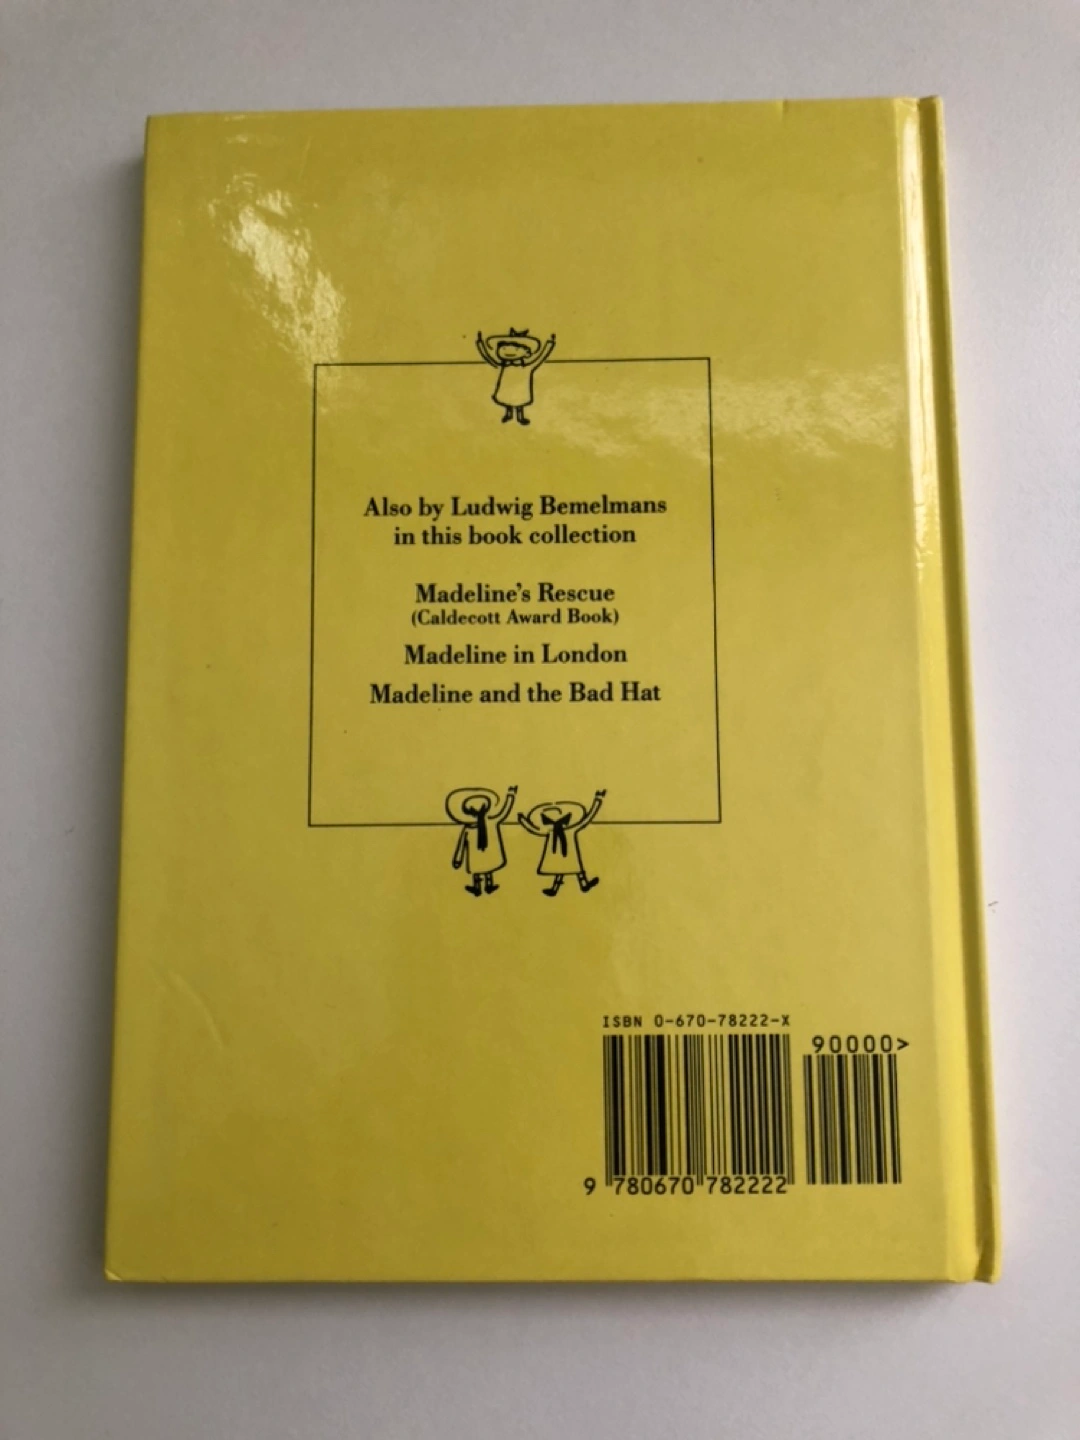 Also by Ludwig Bemelmans
in this book collection
Madeline's Rescue
(Caldecott Award Book)
Madeline in London
Madeline and the Bad Hat
ISBN 0-670-78222-X
90000>
9 780670 782222